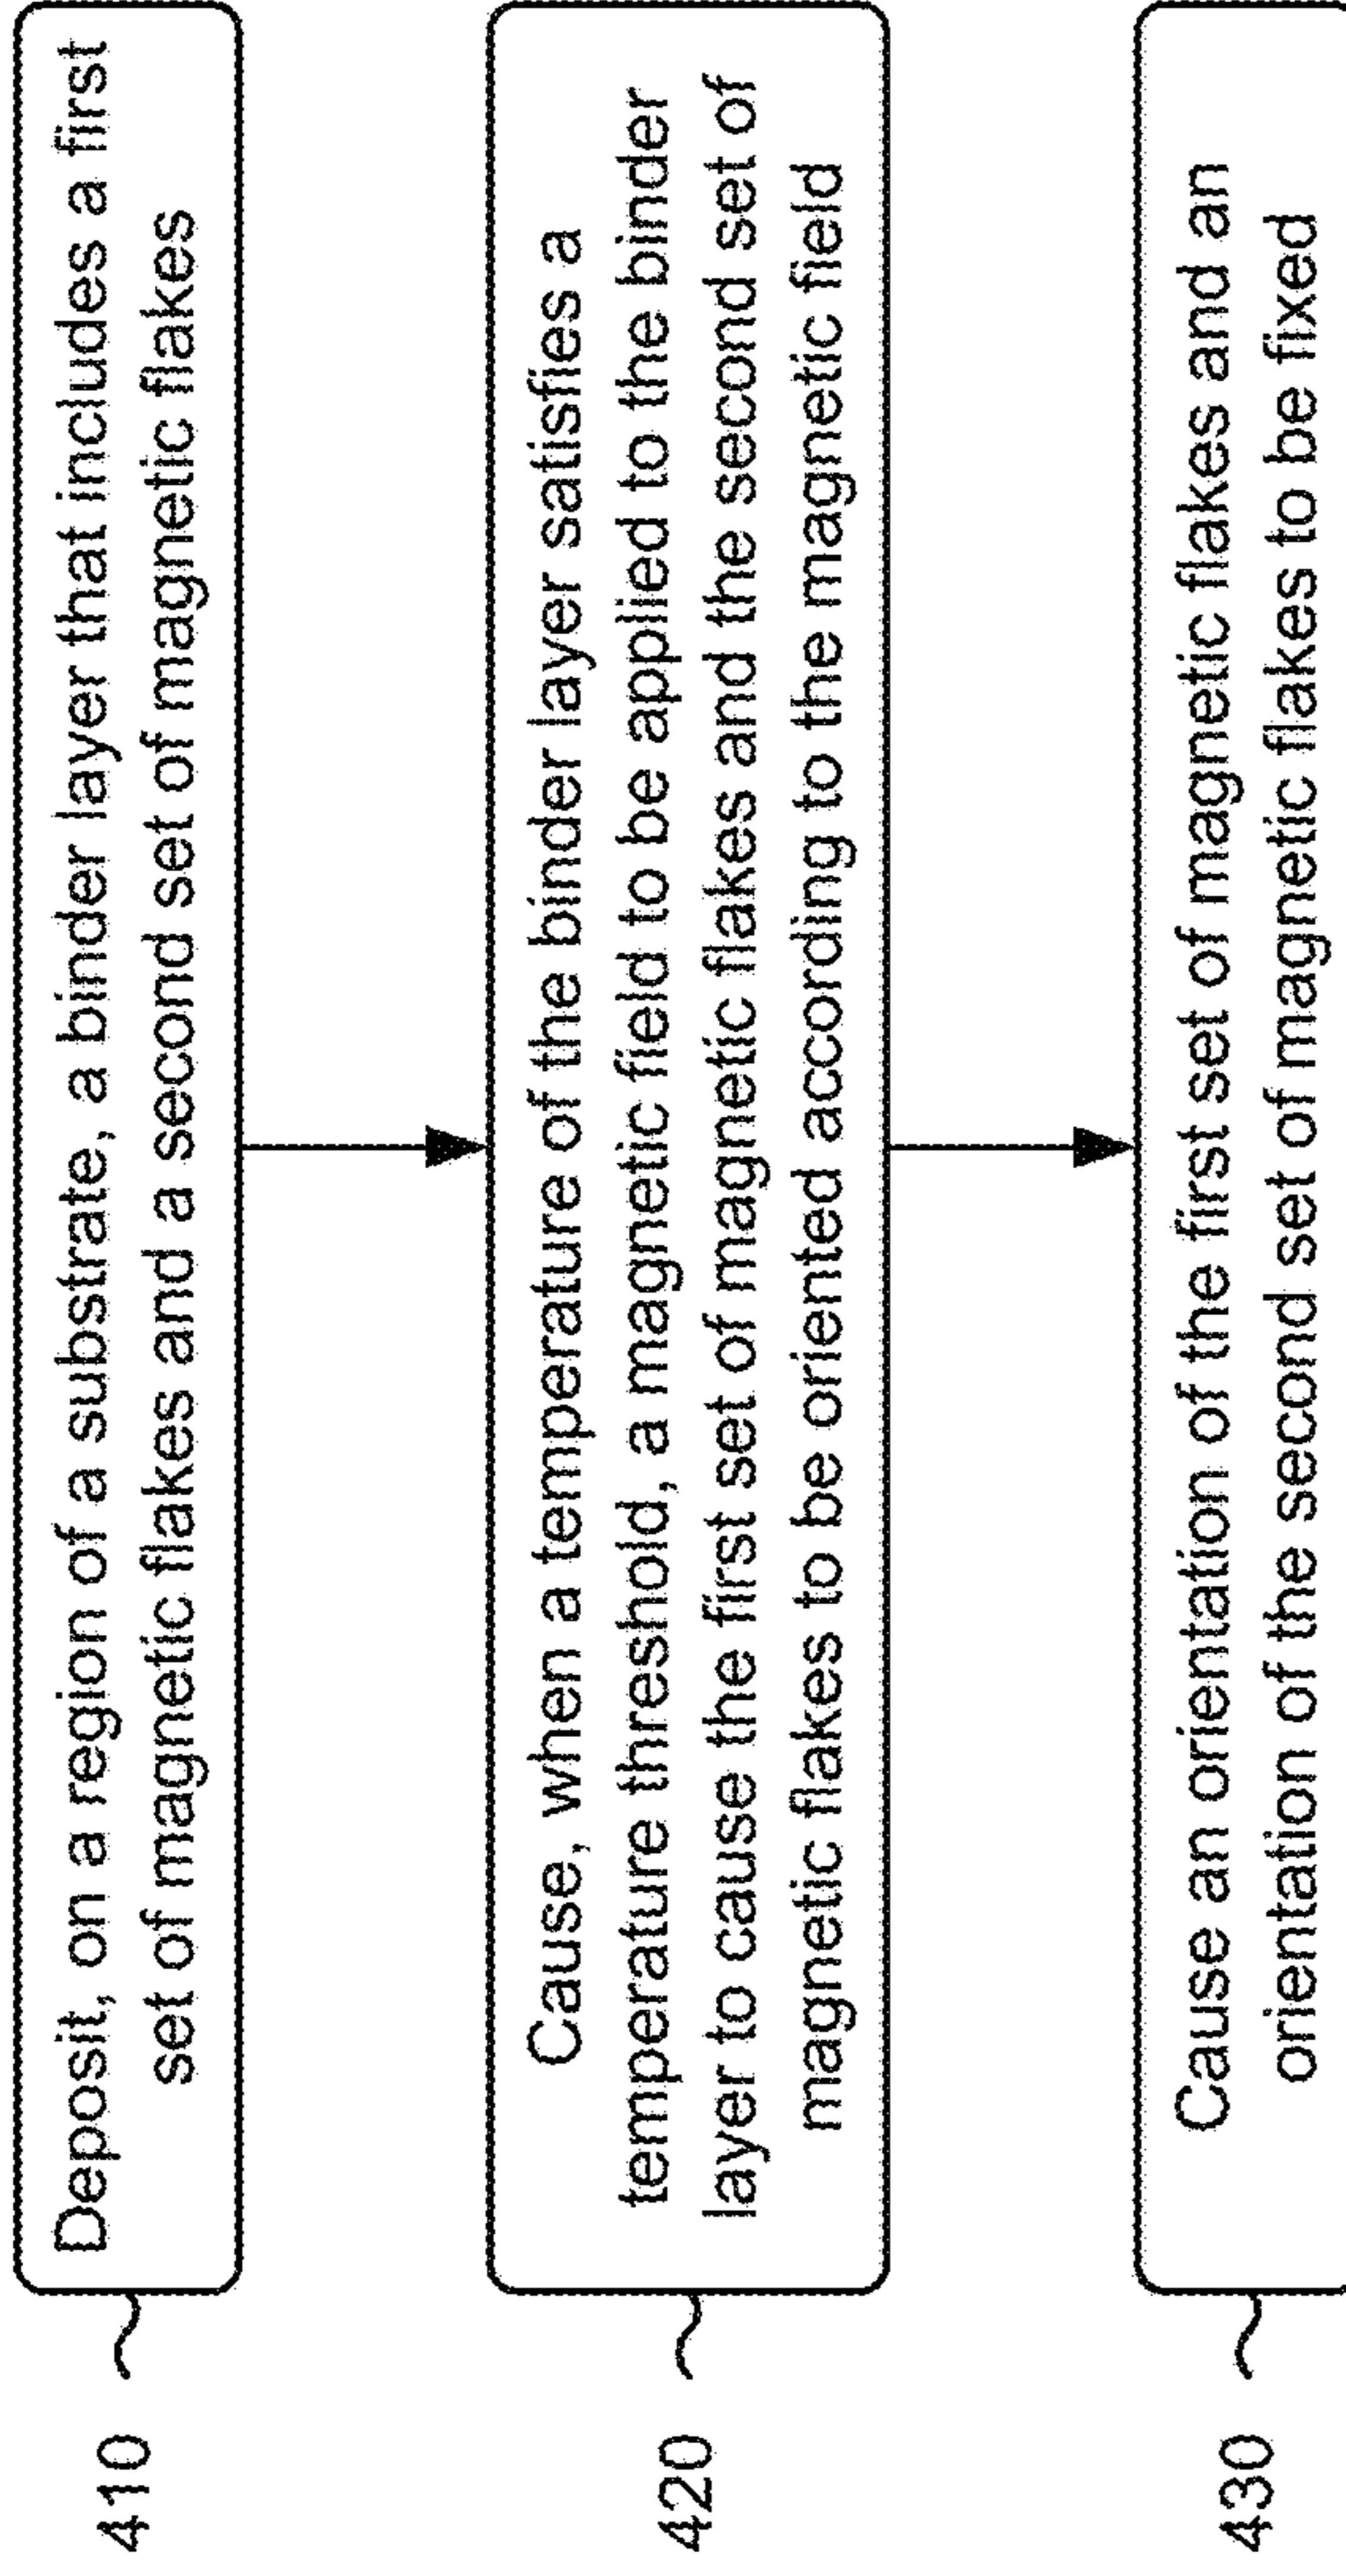 410
Deposit, on a region of a substrate, a binder layer that includes a first
set of magnetic flakes and a second set of magnetic flakes
420
Cause, when a temperature of the binder layer satisfies a
temperature threshold, a magnetic field to be applied to the binder
layer to cause the first set of magnetic flakes and the second set of
magnetic flakes to be oriented according to the magnetic field
430
Cause an orientation of the first set of magnetic flakes and an
orientation of the second set of magnetic flakes to be fixed